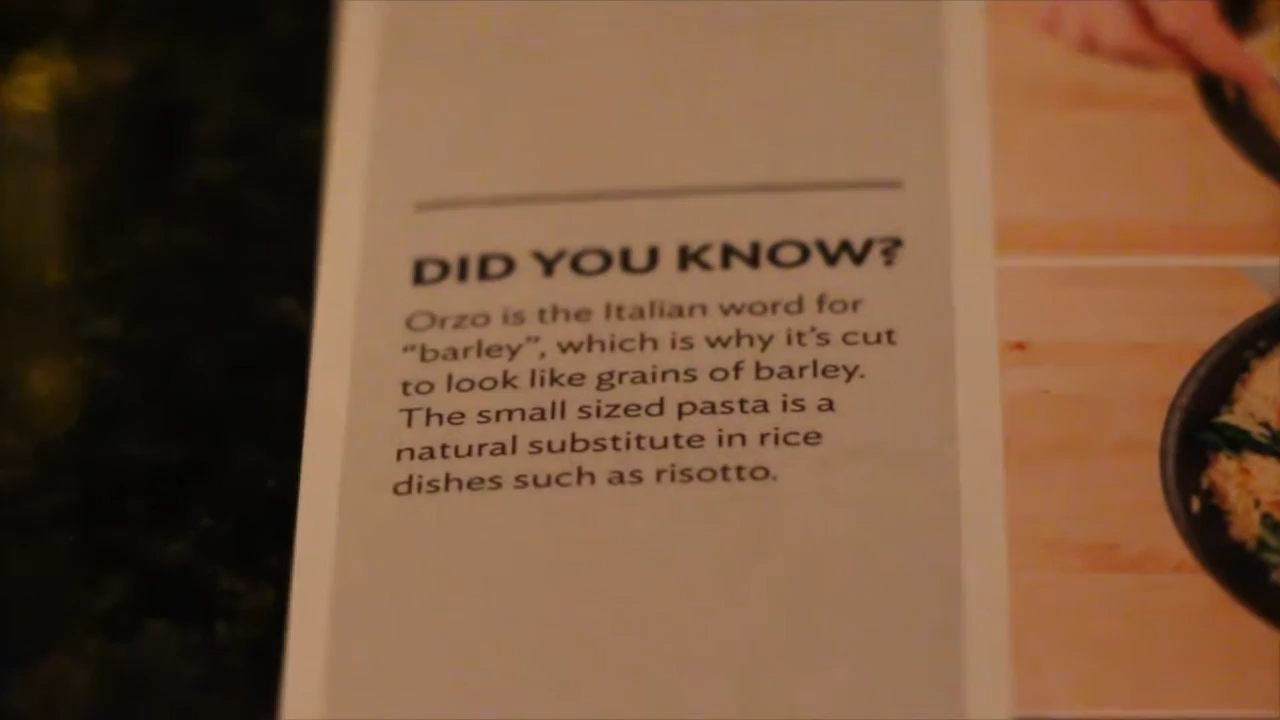 DID YOU KNOW?
Orzo is the Italian word for
“barley”, which is why it’s cut
to look like grains of barley.
The small sized pasta is a
natural substitute in rice
dishes such as risotto.